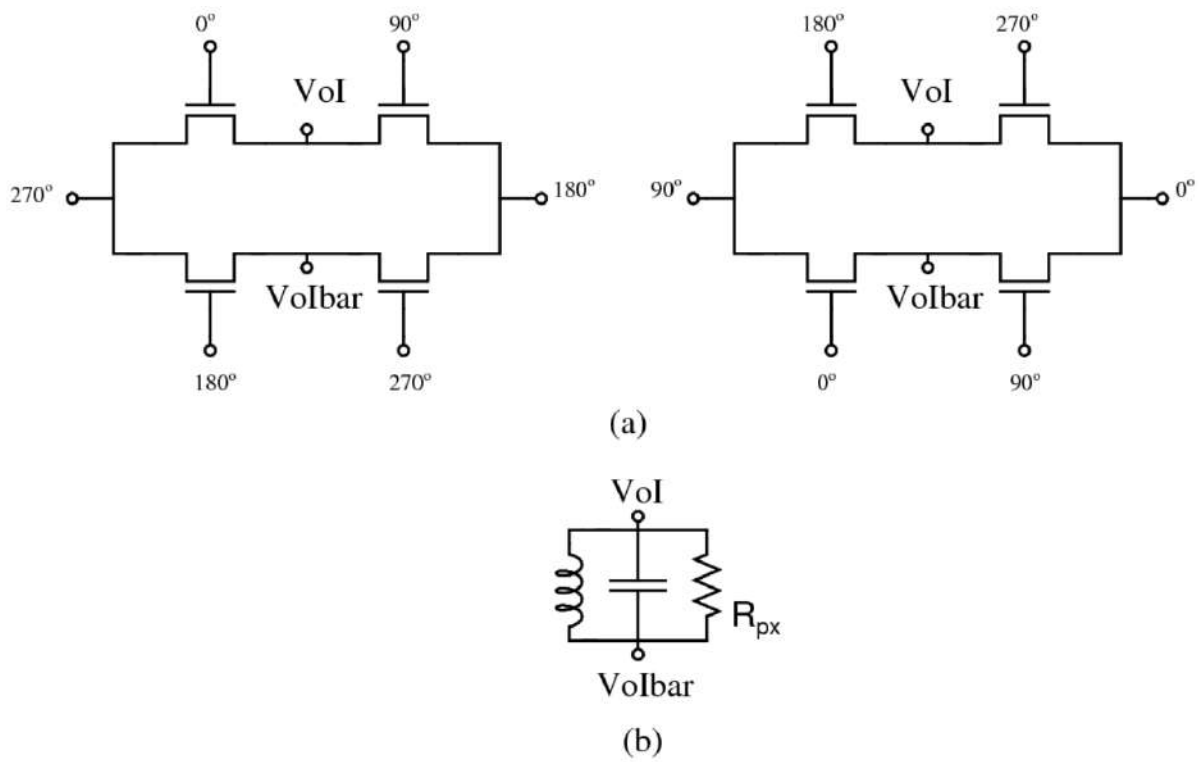 0° 90° 180° 270°
VoI VoI
270° 180° 90° 0°
VoIbar VoIbar
180° 270° 0° 90°
(a)
VoI
Rpx
VoIbar
(b)